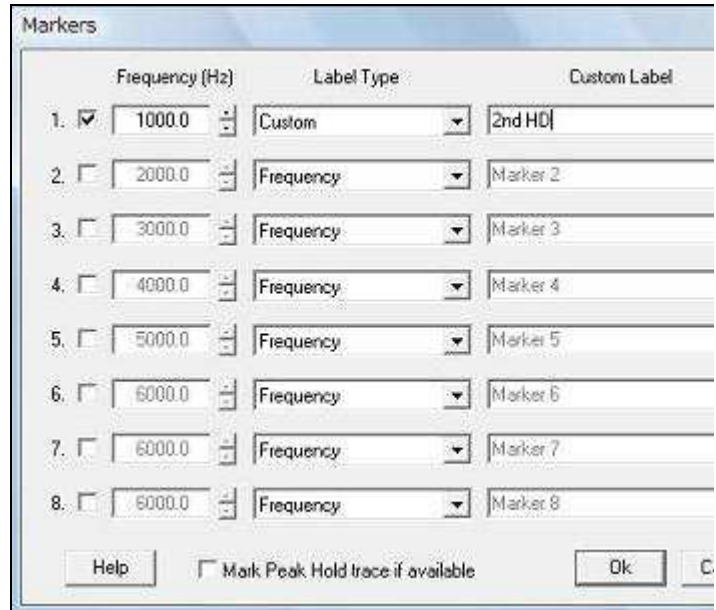 Markers
Frequency (Hz) Label Type Custom Label
1. 1000.0 Custom 2nd HD
2. 2000.0 Frequency Marker 2
3. 3000.0 Frequency Marker 3
4. 4000.0 Frequency Marker 4
5. 5000.0 Frequency Marker 5
6. 6000.0 Frequency Marker 6
7. 6000.0 Frequency Marker 7
8. 6000.0 Frequency Marker 8
Help Mark Peak Hold trace if available Ok